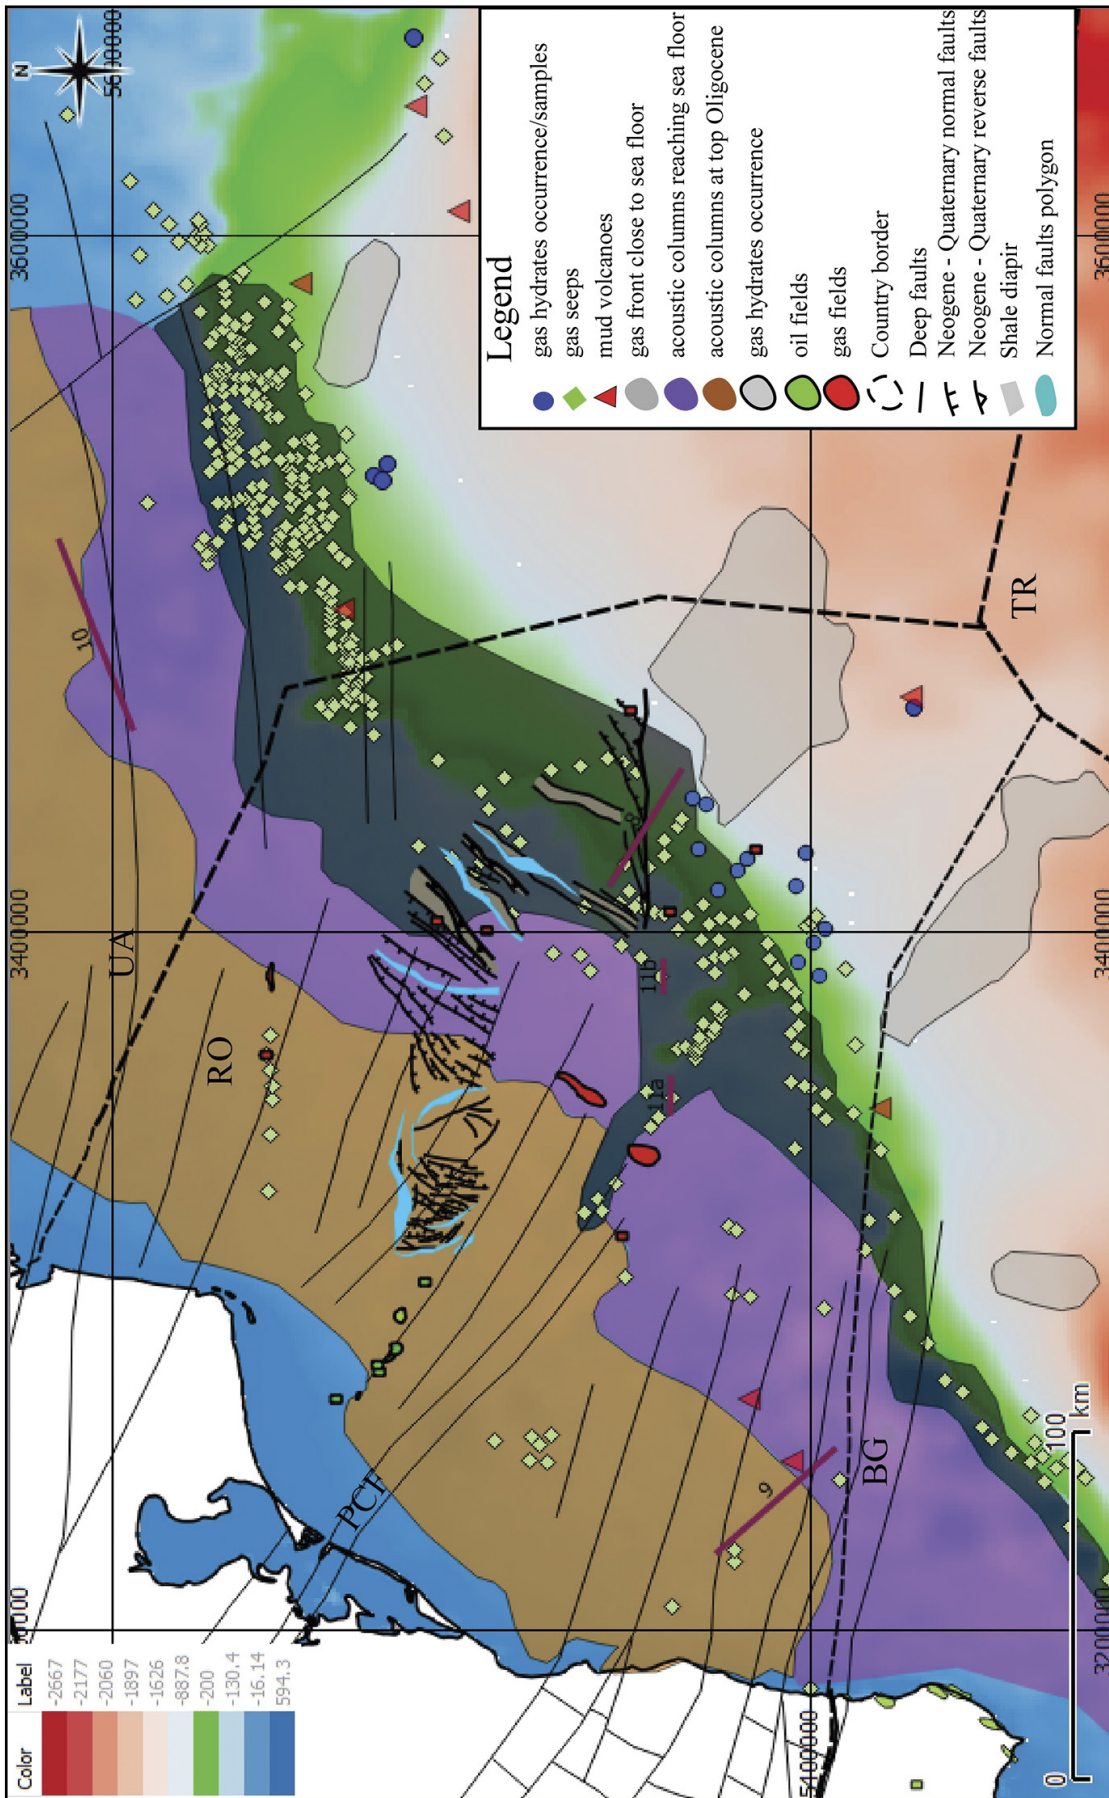 N
5600000
3600000
3400000
Legend
gas hydrates occurrence/samples
gas seeps
mud volcanoes
gas front close to sea floor
acoustic columns reaching sea floor
acoustic columns at top Oligocene
gas hydrates occurrence
oil fields
gas fields
Country border
Deep faults
Neogene - Quaternary normal faults
Neogene - Quaternary reverse faults
Shale diapir
Normal faults polygon
3600000
3400000
3200000
5400000
UA
RO
TR
BG
10
11b
11a
9
Color Label
-2667
-2177
-2060
-1897
-1626
-887.8
-200
-130.4
-16.14
594.3
0 100
km